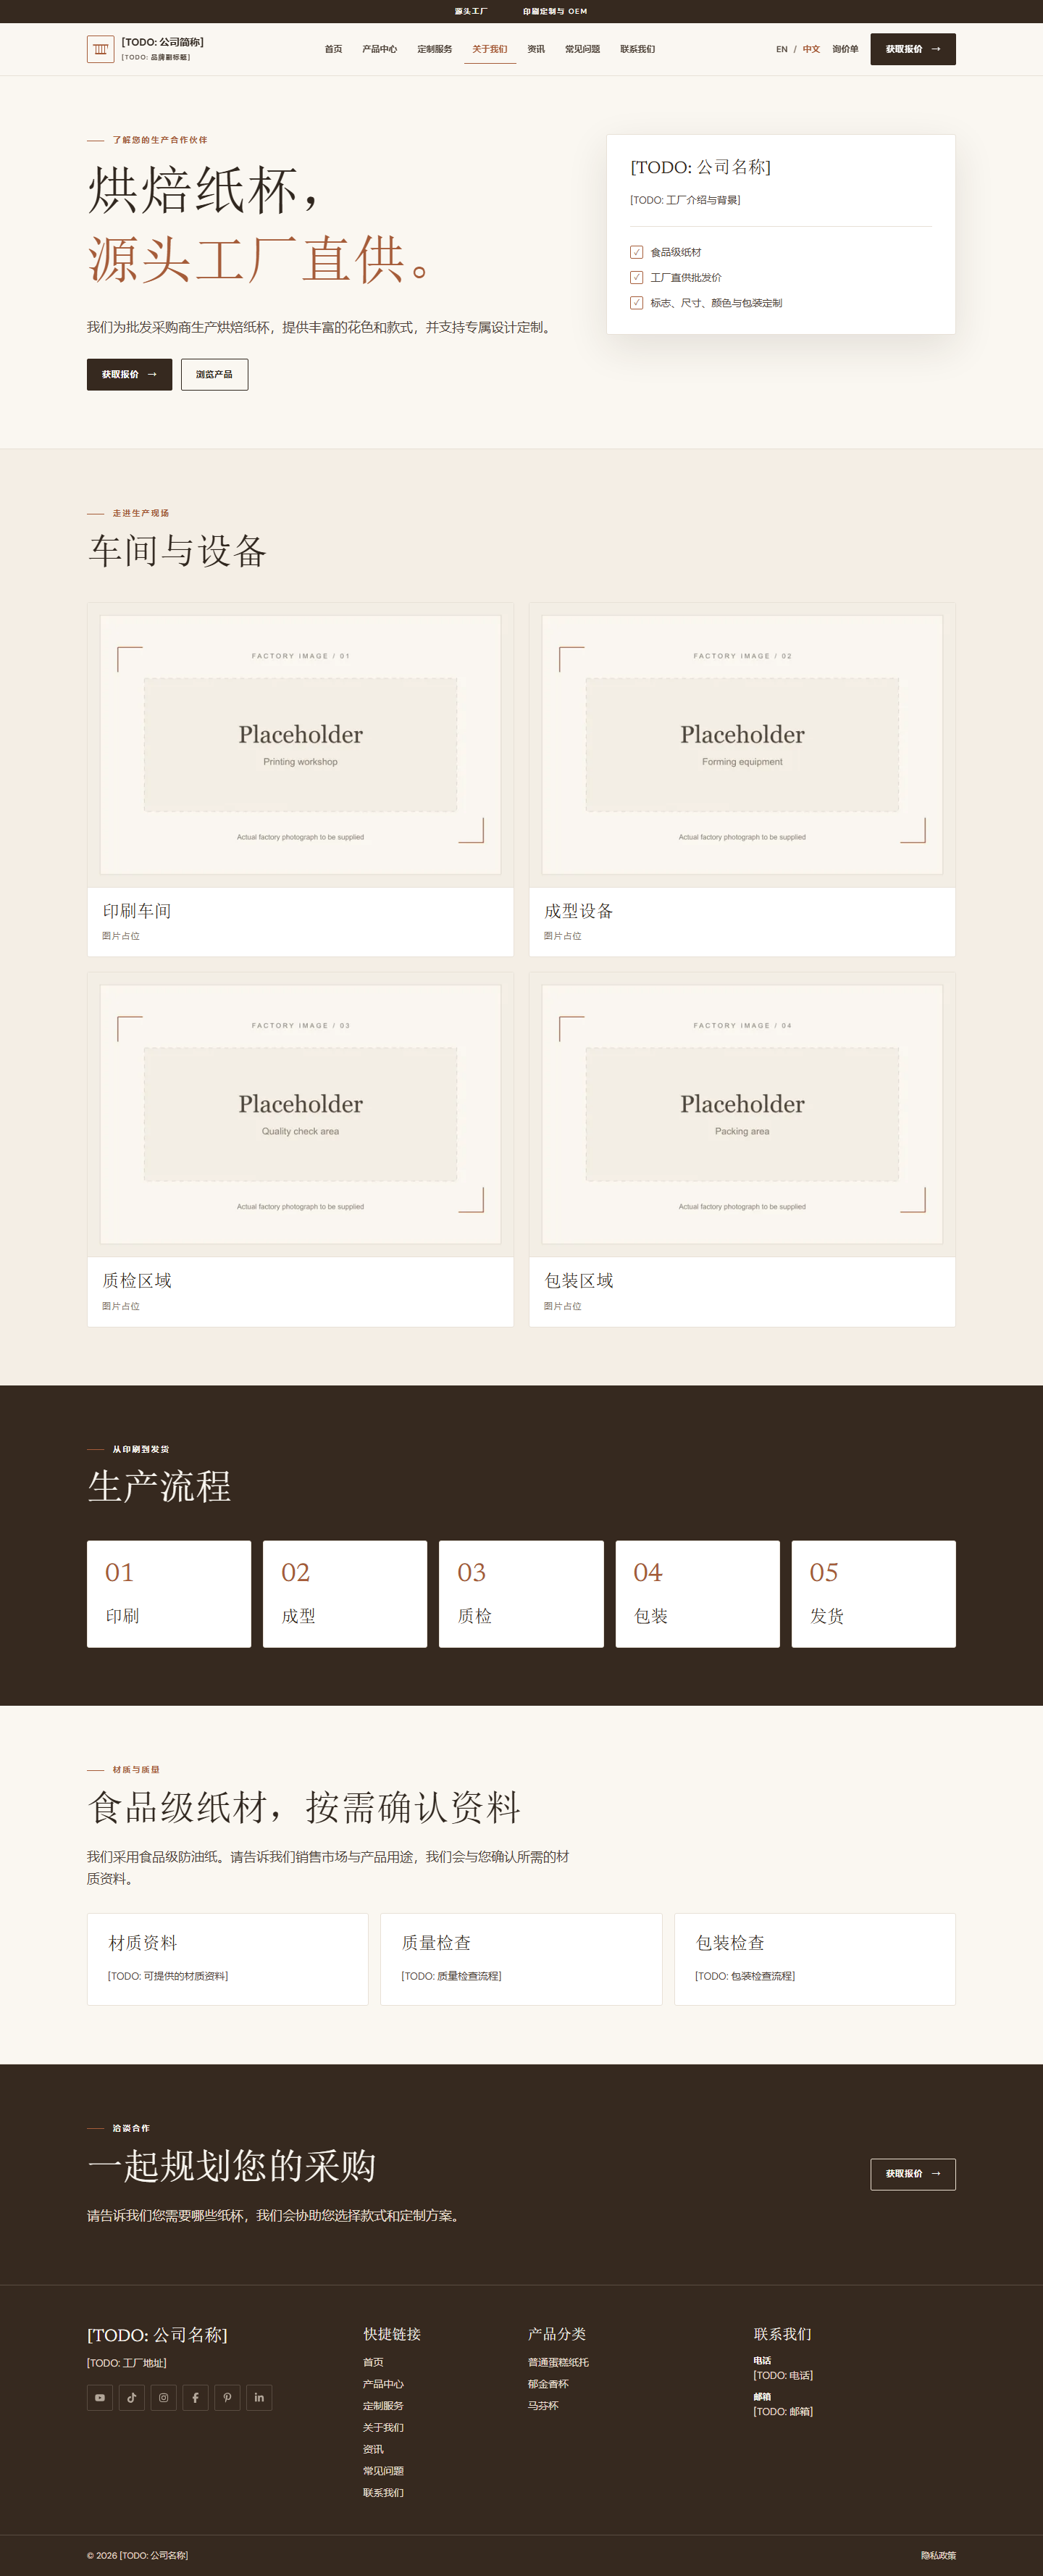 源头工厂 印刷定制与 OEM
[TODO: 公司简称]
[TODO: 品牌副标题]
首页 产品中心 定制服务 关于我们 资讯 常见问题 联系我们
EN / 中文 询价单 获取报价 →
了解您的生产合作伙伴
烘焙纸杯，
源头工厂直供。
我们为批发采购商生产烘焙纸杯，提供丰富的花色和款式，并支持专属设计定制。
获取报价 → 浏览产品
[TODO: 公司名称]
[TODO: 工厂介绍与背景]
食品级纸材
工厂直供批发价
标志、尺寸、颜色与包装定制
走进生产现场
车间与设备
FACTORY IMAGE / 01
Placeholder
Printing workshop
Actual factory photograph to be supplied
印刷车间
图片占位
FACTORY IMAGE / 02
Placeholder
Forming equipment
Actual factory photograph to be supplied
成型设备
图片占位
FACTORY IMAGE / 03
Placeholder
Quality check area
Actual factory photograph to be supplied
质检区域
图片占位
FACTORY IMAGE / 04
Placeholder
Packing area
Actual factory photograph to be supplied
包装区域
图片占位
从印刷到发货
生产流程
01
印刷
02
成型
03
质检
04
包装
05
发货
材质与质量
食品级纸材，按需确认资料
我们采用食品级防油纸。请告诉我们销售市场与产品用途，我们会与您确认所需的材
质资料。
材质资料
[TODO: 可提供的材质资料]
质量检查
[TODO: 质量检查流程]
包装检查
[TODO: 包装检查流程]
洽谈合作
一起规划您的采购
请告诉我们您需要哪些纸杯，我们会协助您选择款式和定制方案。
获取报价 →
[TODO: 公司名称]
[TODO: 工厂地址]
快捷链接
首页
产品中心
定制服务
关于我们
资讯
常见问题
联系我们
产品分类
普通蛋糕纸托
郁金香杯
马芬杯
联系我们
电话
[TODO: 电话]
邮箱
[TODO: 邮箱]
© 2026 [TODO: 公司名称]
隐私政策